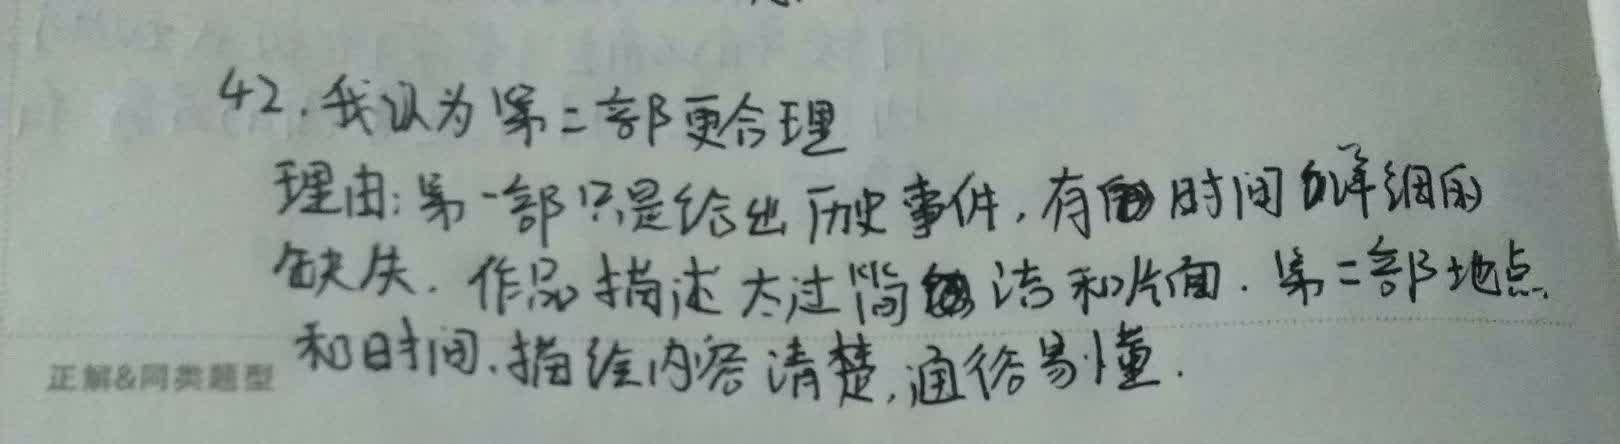 42.我认为第二部更合理
理由:第一部只是给出历史事件,有时间详细的
缺失.作品描述太过简洁和片面.第二部地点
和时间.描绘内容清楚,通俗易懂.
正解&同类题型